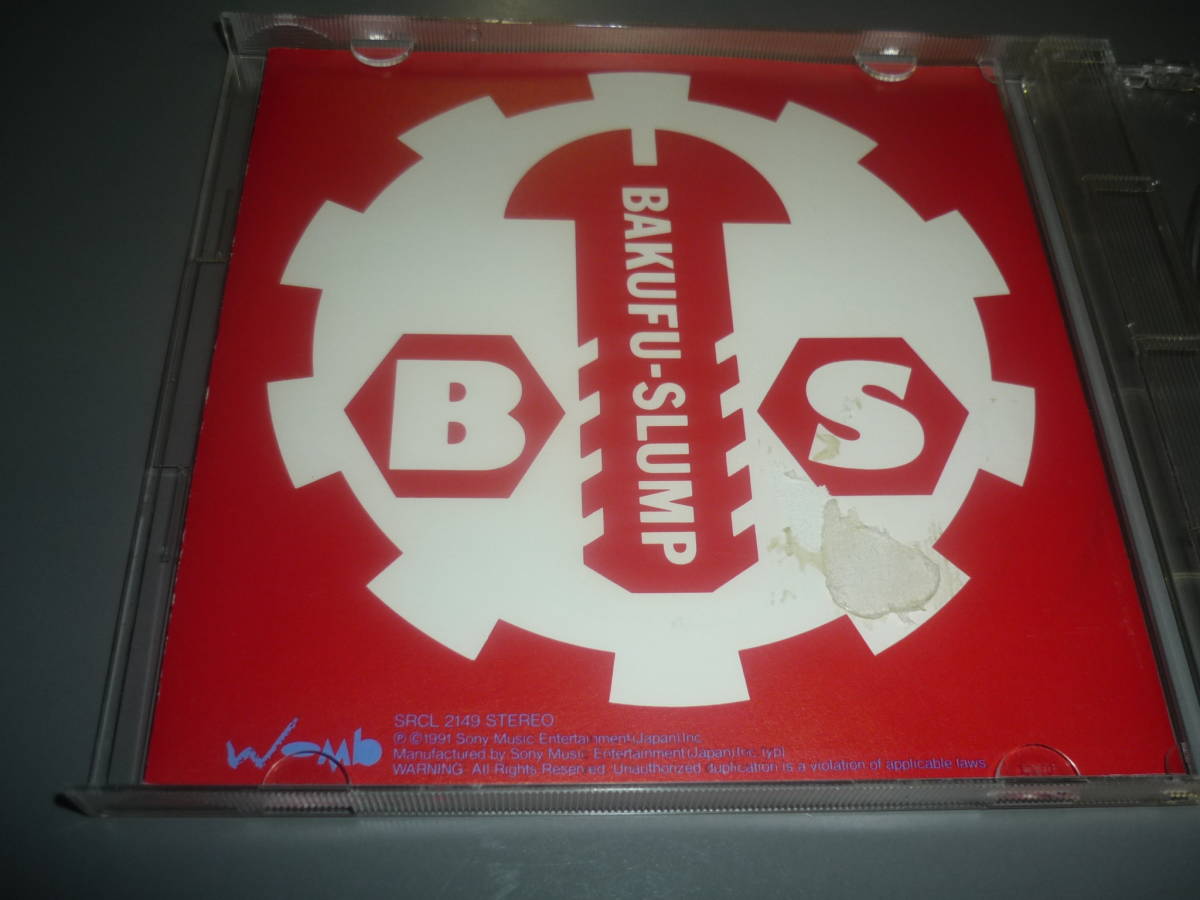 BAKUFU-SLUMP
B
S
Womb
SRCL 2149 STEREO
℗ ©1991 Sony Music Entertainment (Japan) Inc.
Manufactured by Sony Music Entertainment (Japan) Inc.
WARNING: All Rights Reserved. Unauthorized duplication is a violation of applicable laws